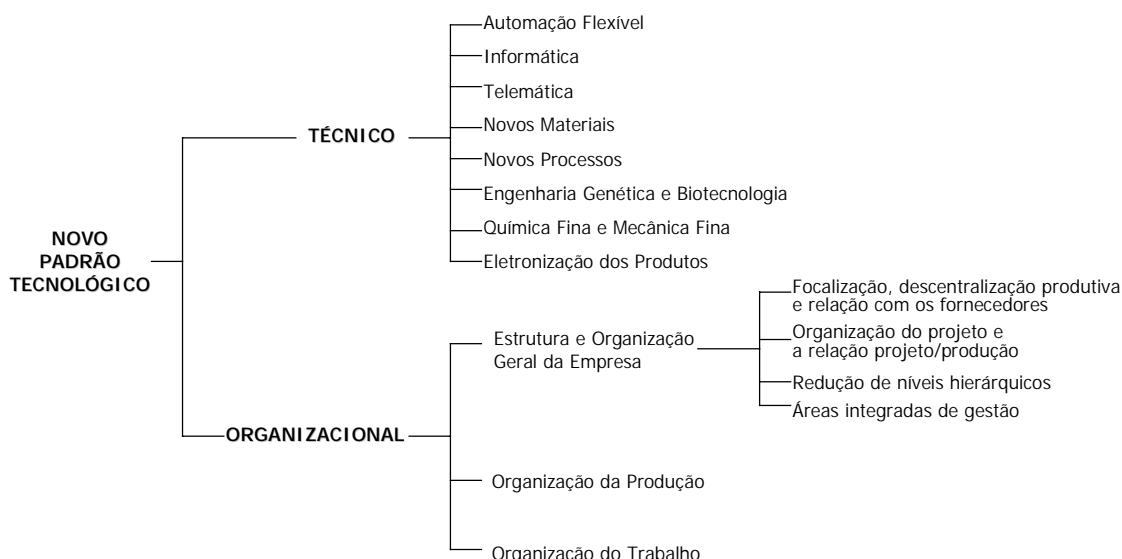 NOVO
PADRÃO
TECNOLÓGICO
TÉCNICO
Automação Flexível
Informática
Telemática
Novos Materiais
Novos Processos
Engenharia Genética e Biotecnologia
Química Fina e Mecânica Fina
Eletronização dos Produtos
ORGANIZACIONAL
Estrutura e Organização
Geral da Empresa
Focalização, descentralização produtiva
e relação com os fornecedores
Organização do projeto e
a relação projeto/produção
Redução de níveis hierárquicos
Áreas integradas de gestão
Organização da Produção
Organização do Trabalho